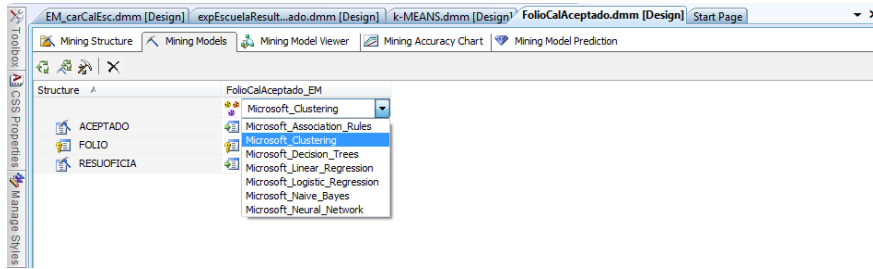 EM_carCalEsc.dmm [Design] expEscuelaResult...ado.dmm [Design] k-MEANS.dmm [Design] FolioCalAceptado.dmm [Design] Start Page
Mining Structure Mining Models Mining Model Viewer Mining Accuracy Chart Mining Model Prediction
Structure FolioCalAceptado_EM
Microsoft_Clustering
ACEPTADO Microsoft_Association_Rules
Microsoft_Clustering
FOLIO Microsoft_Decision_Trees
Microsoft_Linear_Regression
RESUOFICIA Microsoft_Logistic_Regression
Microsoft_Naive_Bayes
Microsoft_Neural_Network
Toolbox
CSS Properties
Manage Styles